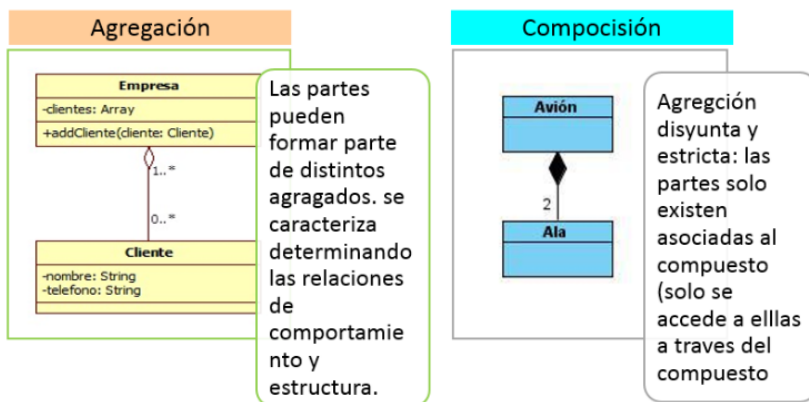 Agregación
Empresa
-clientes: Array
+addCliente(cliente: Cliente)
1..*
0..*
Cliente
-nombre: String
-telefono: String
Las partes
pueden
formar parte
de distintos
agragados. se
caracteriza
determinando
las relaciones
de
comportamie
nto y
estructura.
Compocisión
Avión
2
Ala
Agregción
disyunta y
estricta: las
partes solo
existen
asociadas al
compuesto
(solo se
accede a elllas
a traves del
compuesto